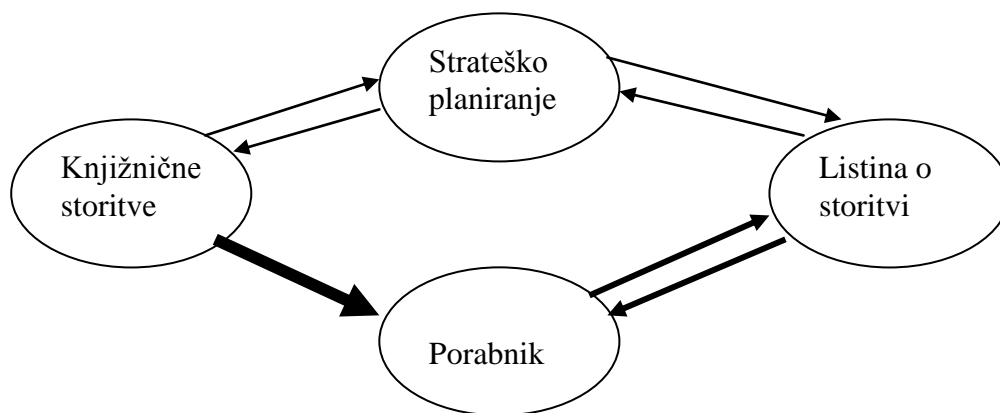 Strateško
planiranje
Knjižnične
storitve
Listina o
storitvi
Porabnik